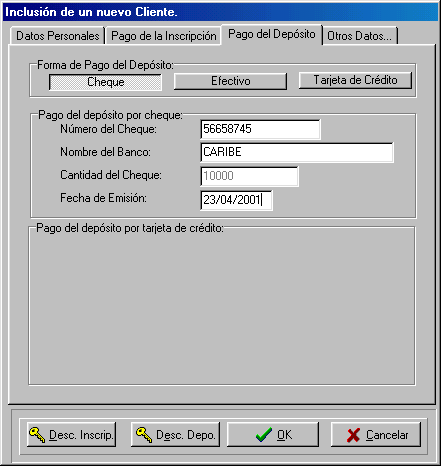 Inclusión de un nuevo Cliente.
Datos Personales Pago de la Inscripción Pago del Depósito Otros Datos...
Forma de Pago del Depósito:
Cheque Efectivo Tarjeta de Crédito
Pago del depósito por cheque:
Número del Cheque: 56658745
Nombre del Banco: CARIBE
Cantidad del Cheque: 10000
Fecha de Emisión: 23/04/2001
Pago del depósito por tarjeta de crédito:
Desc. Inscrip. Desc. Depo. OK Cancelar